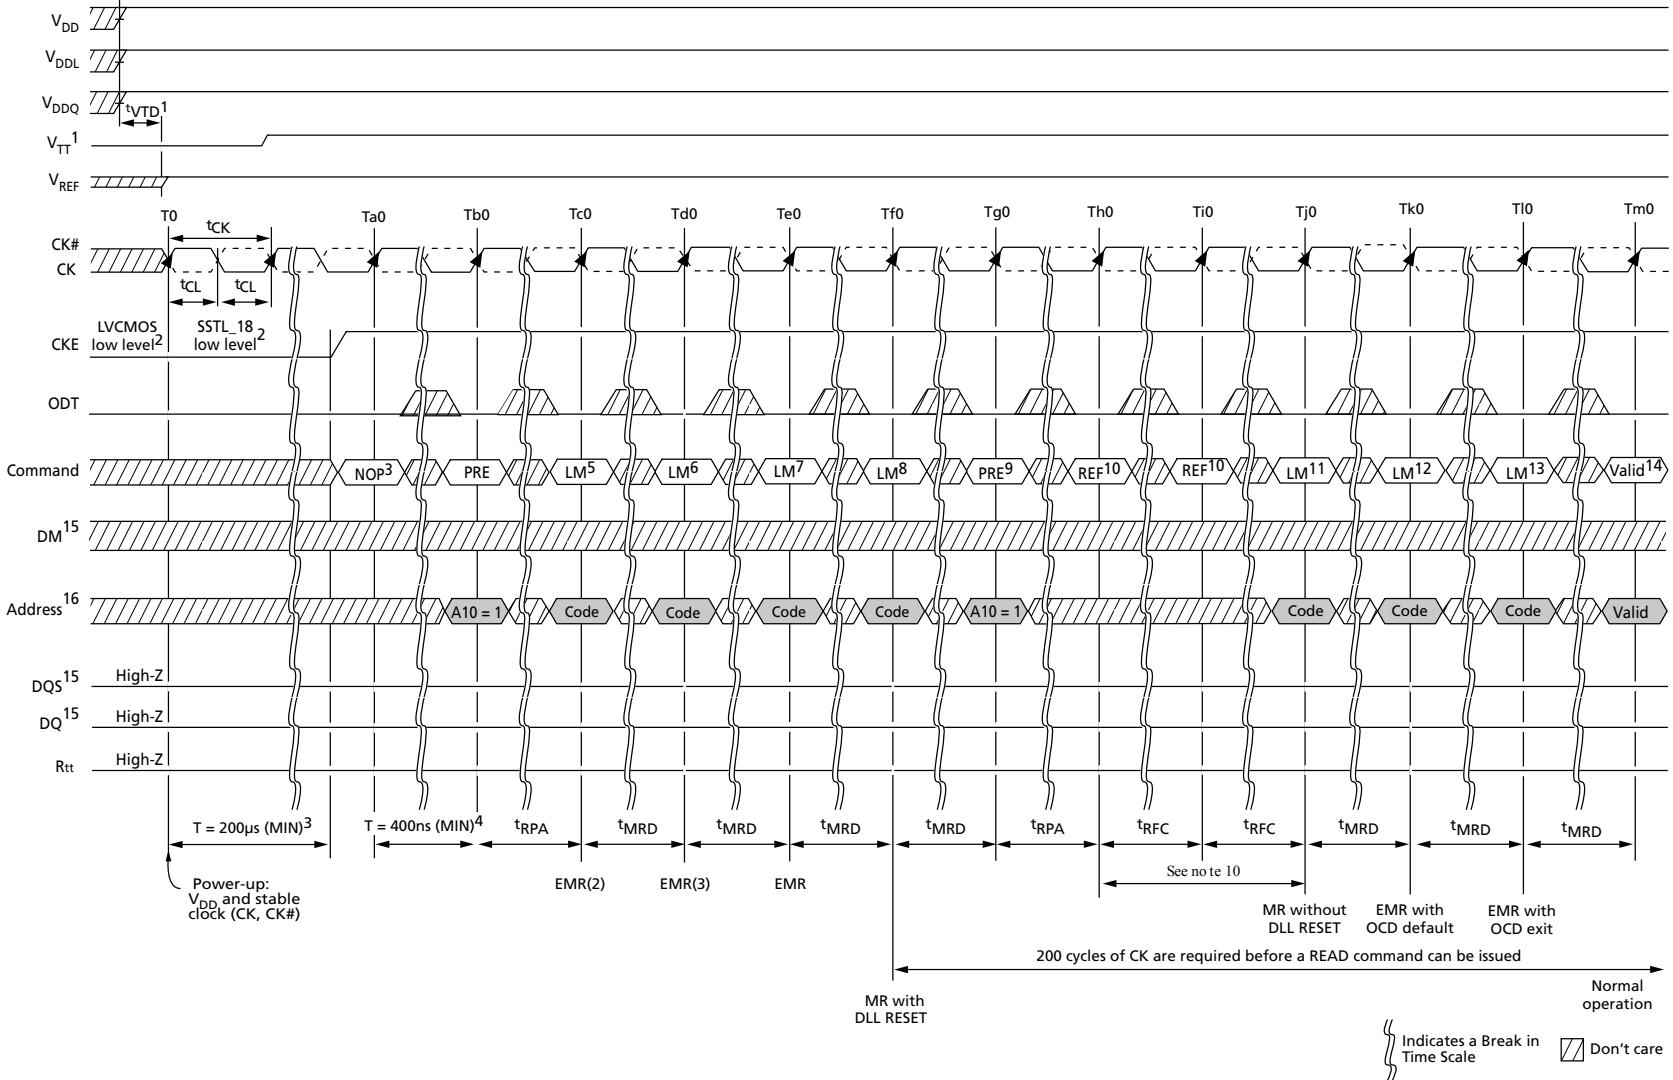 VDD
VDDL
VDDQ
tVTD1
VTT1
VREF
T0 Ta0 Tb0 Tc0 Td0 Te0 Tf0 Tg0 Th0 Ti0 Tj0 Tk0 Tl0 Tm0
tCK
CK#
CK
tCL tCL
LVCMOS
low level2
SSTL_18
low level2
CKE
ODT
Command NOP3 PRE LM5 LM6 LM7 LM8 PRE9 REF10 REF10 LM11 LM12 LM13 Valid14
DM15
Address16 A10 = 1 Code Code Code Code A10 = 1 Code Code Code Valid
DQS15 High-Z
DQ15 High-Z
Rtt High-Z
T = 200µs (MIN)3 T = 400ns (MIN)4 tRPA tMRD tMRD tMRD tMRD tRPA tRFC tRFC tMRD tMRD tMRD
See note 10
Power-up:
VDD and stable
clock (CK, CK#)
EMR(2) EMR(3) EMR
MR without
DLL RESET
EMR with
OCD default
EMR with
OCD exit
200 cycles of CK are required before a READ command can be issued
MR with
DLL RESET
Normal
operation
Indicates a Break in
Time Scale
Don't care